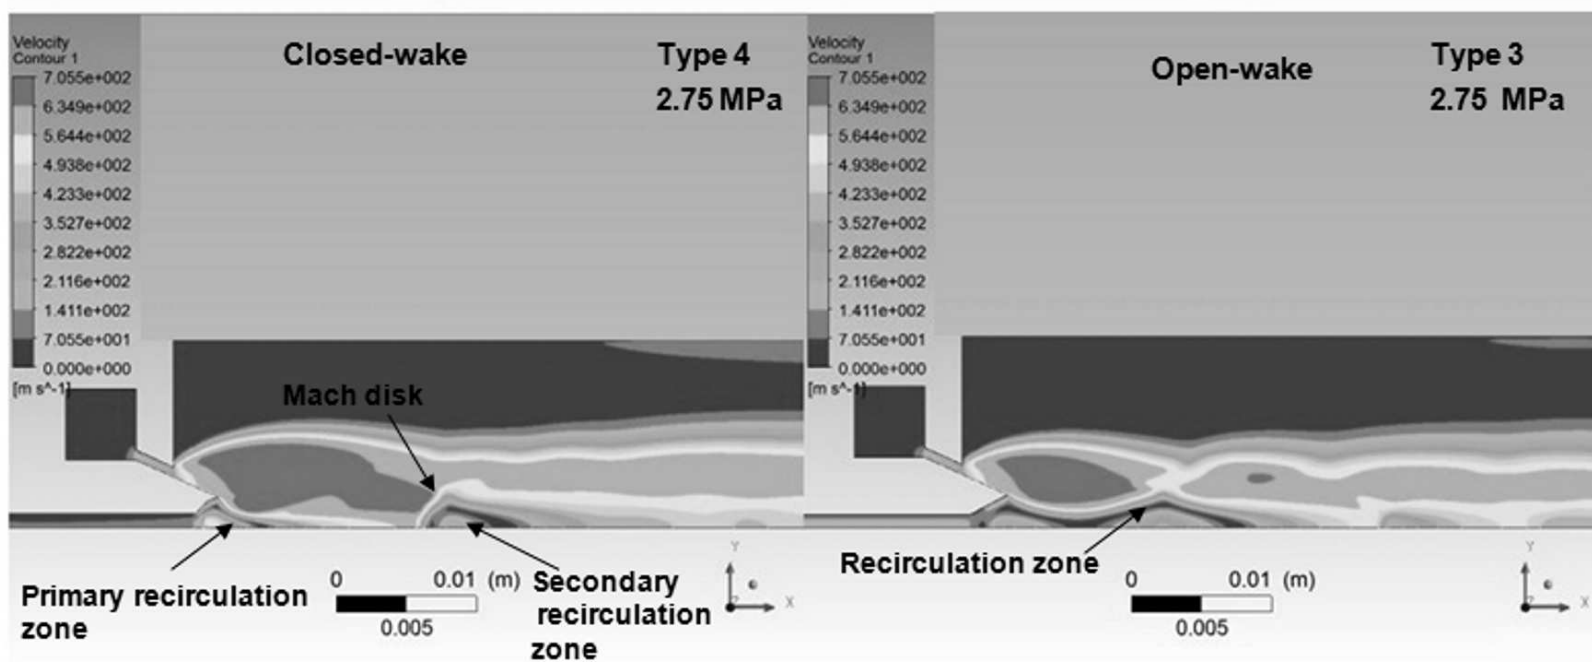 Velocity
Contour 1
7.055e+002
6.349e+002
5.644e+002
4.938e+002
4.233e+002
3.527e+002
2.822e+002
2.116e+002
1.411e+002
7.055e+001
0.000e+000
[m s^-1]
Closed-wake
Type 4
2.75 MPa
Mach disk
Primary recirculation
zone
0
0.01 (m)
0.005
Secondary
recirculation
zone
Y
X
Velocity
Contour 1
7.055e+002
6.349e+002
5.644e+002
4.938e+002
4.233e+002
3.527e+002
2.822e+002
2.116e+002
1.411e+002
7.055e+001
0.000e+000
[m s^-1]
Open-wake
Type 3
2.75 MPa
Recirculation zone
0
0.01 (m)
0.005
Y
X